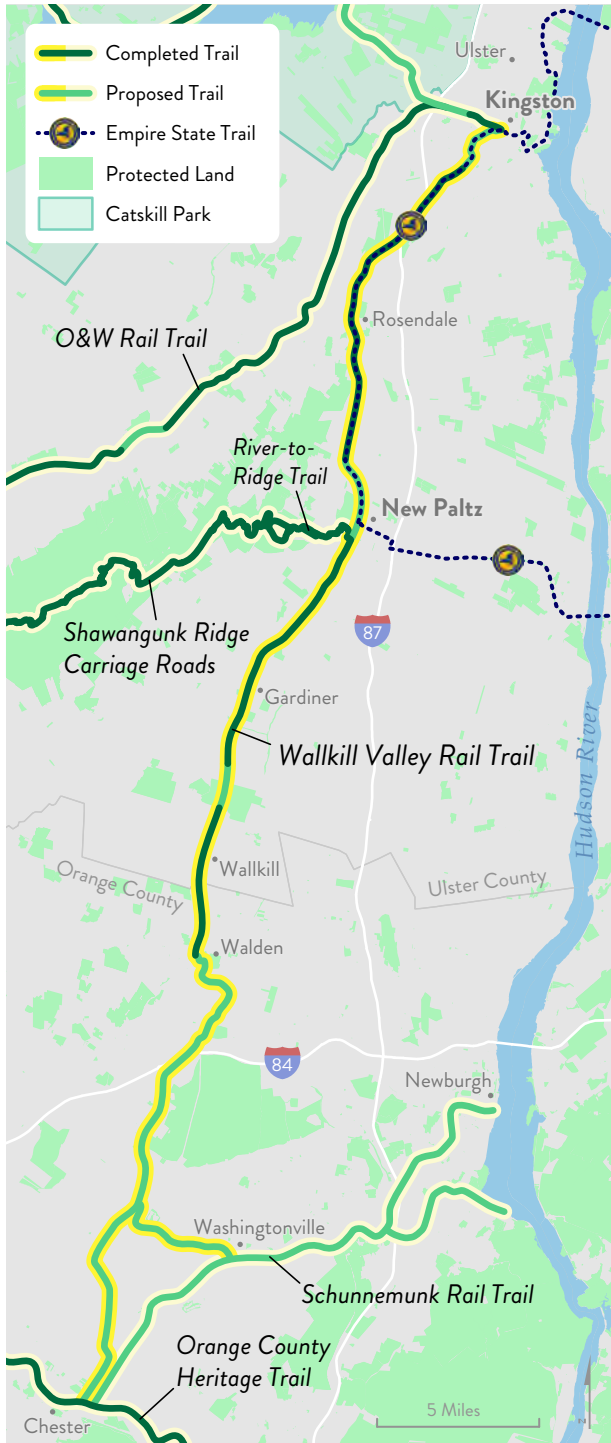 Completed Trail
Proposed Trail
Empire State Trail
Protected Land
Catskill Park
Ulster
Kingston
Rosendale
O&W Rail Trail
River-to-
Ridge Trail
New Paltz
Shawangunk Ridge
Carriage Roads
87
Gardiner
Wallkill Valley Rail Trail
Hudson River
Wallkill
Orange County
Ulster County
Walden
84
Newburgh
Washingtonville
Schunnemunk Rail Trail
Orange County
Heritage Trail
5 Miles
N
Chester